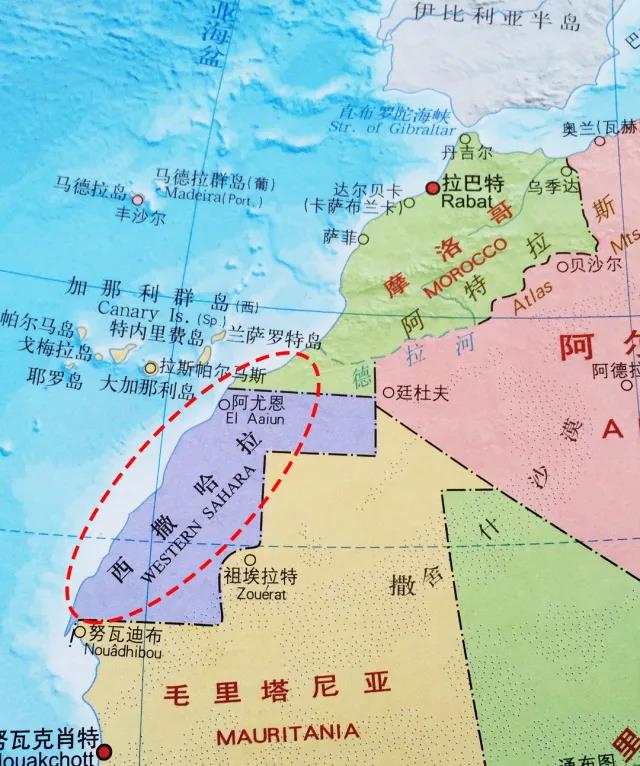 亚海盆
伊比利亚半岛
巴
直布罗陀海峡
Str. of Gibraltar
奥兰(瓦赫
丹吉尔
马德拉群岛(葡)
Madeira(Port.)
马德拉岛
丰沙尔
达尔贝卡
(卡萨布兰卡)
拉巴特
Rabat
乌季达
萨菲
摩洛哥
MOROCCO
阿特拉斯
Atlas
Mts
贝沙尔
加那利群岛(西)
Canary Is.(Sp.)
帕尔马岛
特内里费岛
兰萨罗特岛
戈梅拉岛
拉斯帕尔马斯
耶罗岛
大加那利岛
德拉河
阿尔
阿德拉
A
廷杜夫
阿尤恩
El Aaiun
西撒哈拉
WESTERN SAHARA
沙漠
什
撒
祖埃拉特
Zouérat
努瓦迪布
Nouâdhibou
毛里塔尼亚
MAURITANIA
努瓦克肖特
Nouakchott
里
通布图